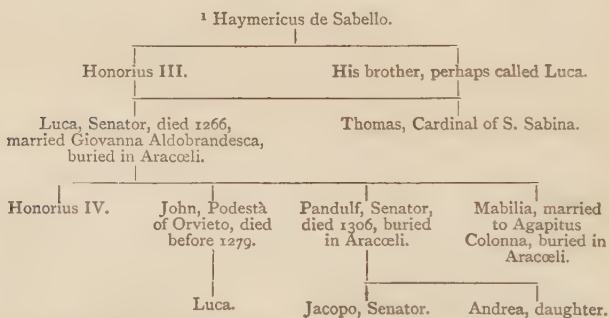 ¹ Haymericus de Sabello.
Honorius III. His brother, perhaps called Luca.
Luca, Senator, died 1266,
married Giovanna Aldobrandesca,
buried in Aracœli.
Thomas, Cardinal of S. Sabina.
Honorius IV.
John, Podestà
of Orvieto, died
before 1279.
Pandulf, Senator,
died 1306, buried
in Aracœli.
Mabilia, married
to Agapitus
Colonna, buried in
Aracœli.
Luca.
Jacopo, Senator.
Andrea, daughter.